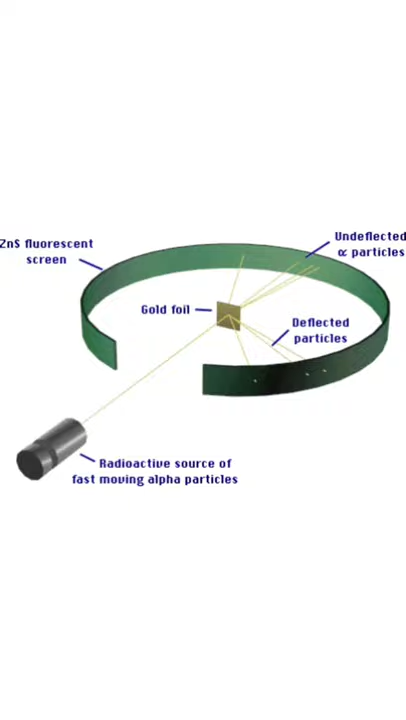 ZnS fluorescent
screen
Undeflected
α particles
Gold foil
Deflected
particles
Radioactive source of
fast moving alpha particles